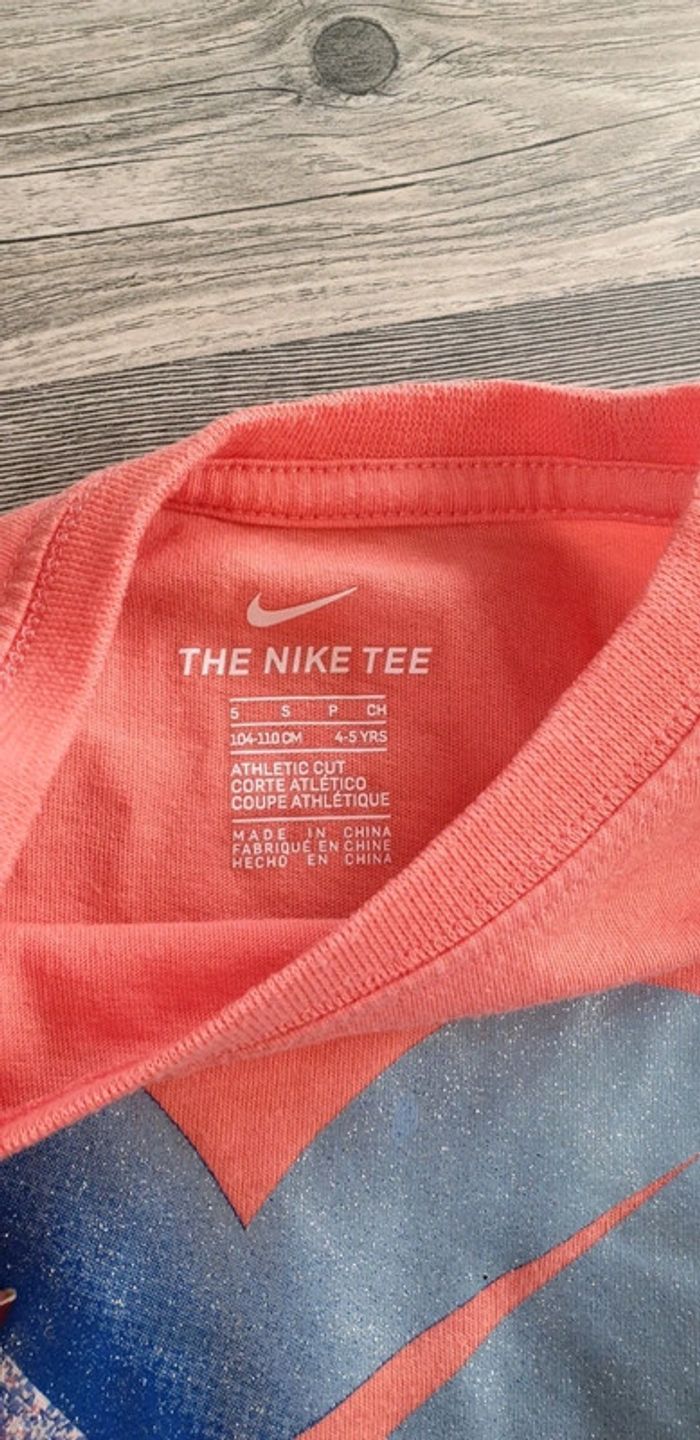 THE NIKE TEE
5 S P CH
104-110 CM 4-5 YRS
ATHLETIC CUT
CORTE ATLÉTICO
COUPE ATHLÉTIQUE
MADE IN CHINA
FABRIQUÉ EN CHINE
HECHO EN CHINA